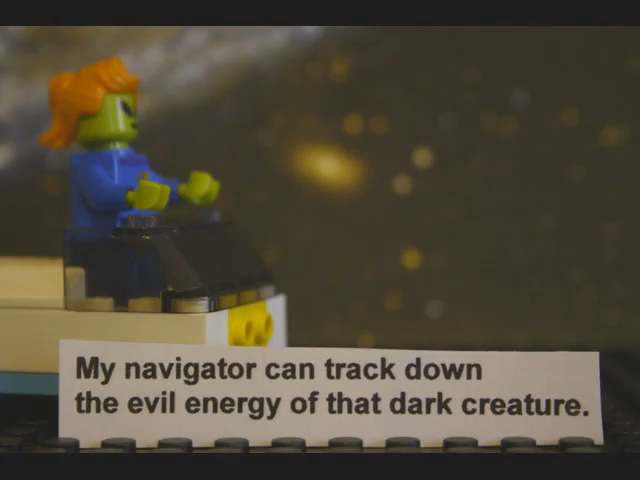 My navigator can track down
the evil energy of that dark creature.